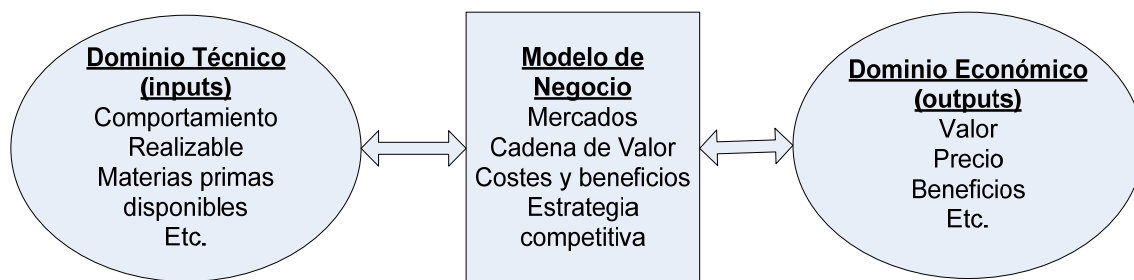 Dominio Técnico
(inputs)
Comportamiento
Realizable
Materias primas
disponibles
Etc.
Modelo de
Negocio
Mercados
Cadena de Valor
Costes y beneficios
Estrategia
competitiva
Dominio Económico
(outputs)
Valor
Precio
Beneficios
Etc.